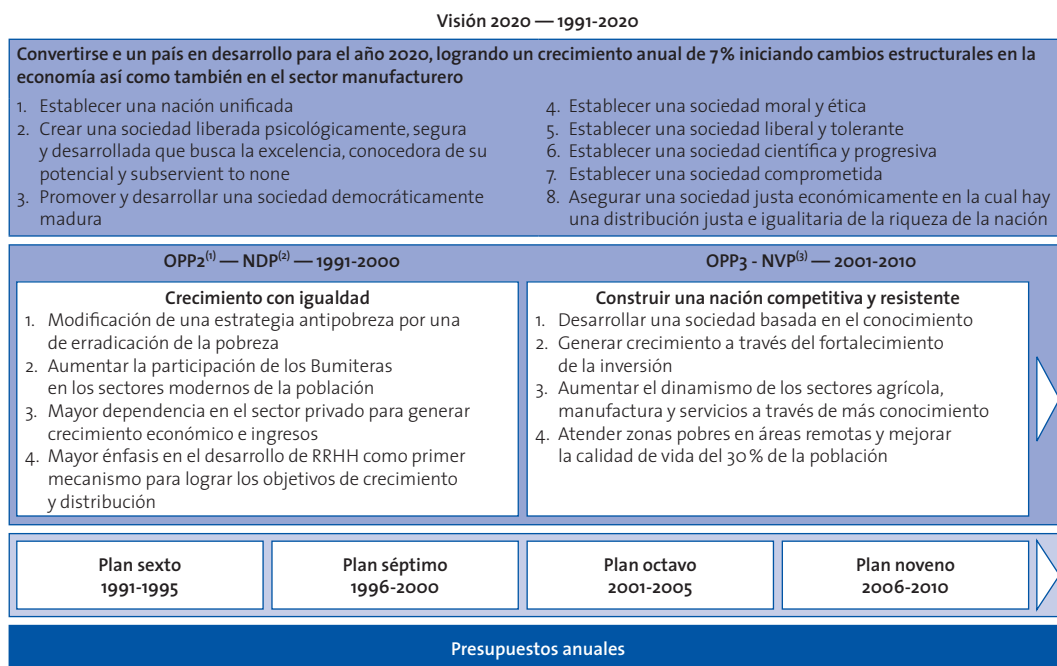 Visión 2020 — 1991-2020
Convertirse e un país en desarrollo para el año 2020, logrando un crecimiento anual de 7% iniciando cambios estructurales en la
economía así como también en el sector manufacturero
1. Establecer una nación unificada
2. Crear una sociedad liberada psicológicamente, segura
y desarrollada que busca la excelencia, conocedora de su
potencial y subservient to none
3. Promover y desarrollar una sociedad democráticamente
madura
4. Establecer una sociedad moral y ética
5. Establecer una sociedad liberal y tolerante
6. Establecer una sociedad científica y progresiva
7. Establecer una sociedad comprometida
8. Asegurar una sociedad justa económicamente en la cual hay
una distribución justa e igualitaria de la riqueza de la nación
OPP2(1) — NDP(2) — 1991-2000
Crecimiento con igualdad
1. Modificación de una estrategia antipobreza por una
de erradicación de la pobreza
2. Aumentar la participación de los Bumiteras
en los sectores modernos de la población
3. Mayor dependencia en el sector privado para generar
crecimiento económico e ingresos
4. Mayor énfasis en el desarrollo de RRHH como primer
mecanismo para lograr los objetivos de crecimiento
y distribución
OPP3 - NVP(3) — 2001-2010
Construir una nación competitiva y resistente
1. Desarrollar una sociedad basada en el conocimiento
2. Generar crecimiento a través del fortalecimiento
de la inversión
3. Aumentar el dinamismo de los sectores agrícola,
manufactura y servicios a través de más conocimiento
4. Atender zonas pobres en áreas remotas y mejorar
la calidad de vida del 30% de la población
Plan sexto
1991-1995
Plan séptimo
1996-2000
Plan octavo
2001-2005
Plan noveno
2006-2010
Presupuestos anuales